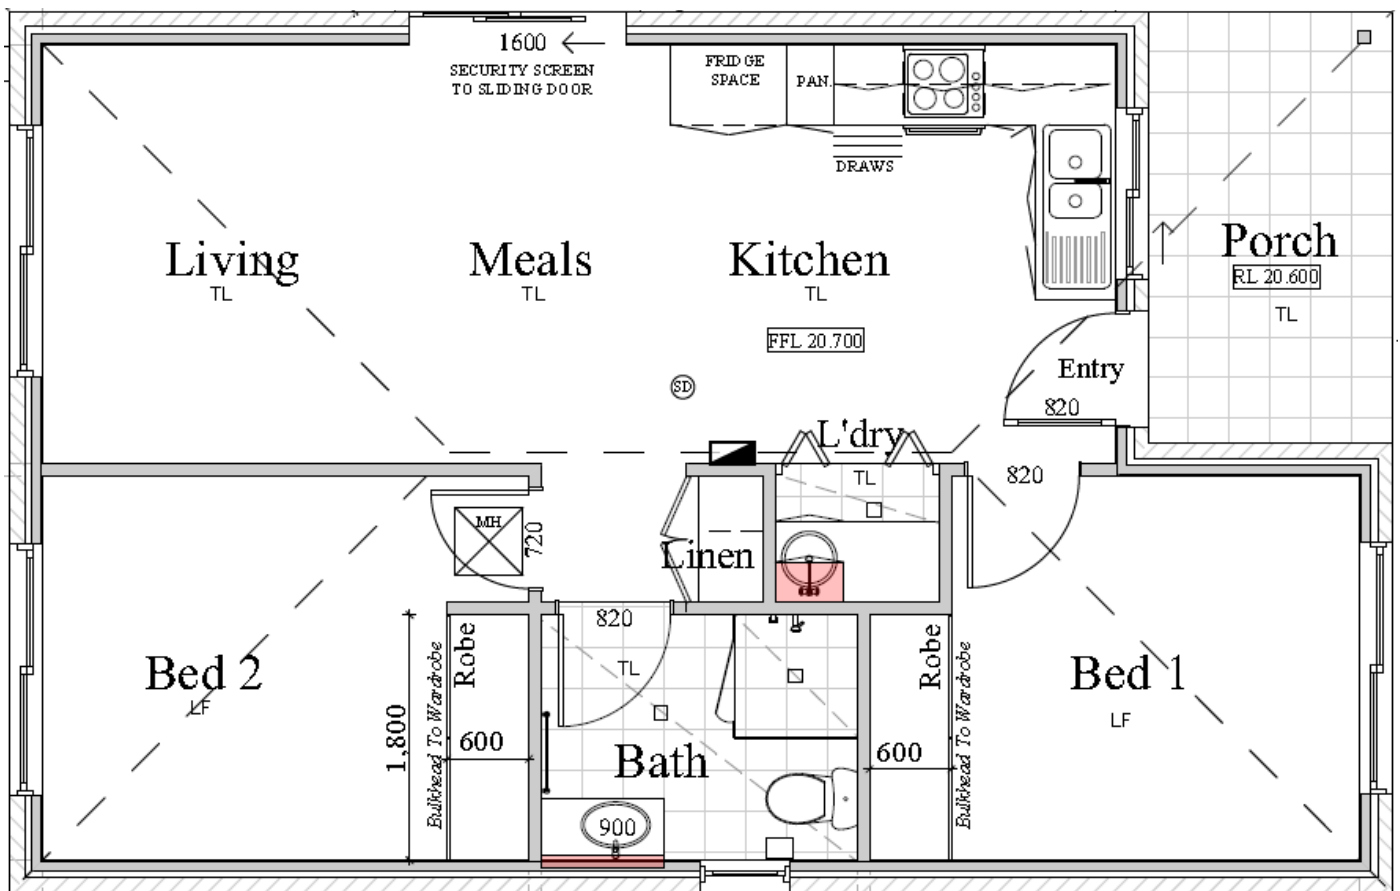 1600
SECURITY SCREEN
TO SLIDING DOOR
FRIDGE
SPACE
PAN.
DRAWS
Living
TL
Meals
TL
Kitchen
TL
Porch
RL 20.600
TL
FFL 20.700
SD
Entry
820
L'dry
TL
820
MH
720
Linen
820
TL
Bed 2
LF
1,800
Bulkhead To Wardrobe
Robe
600
Bath
900
Robe
600
Bulkhead To Wardrobe
Bed 1
LF